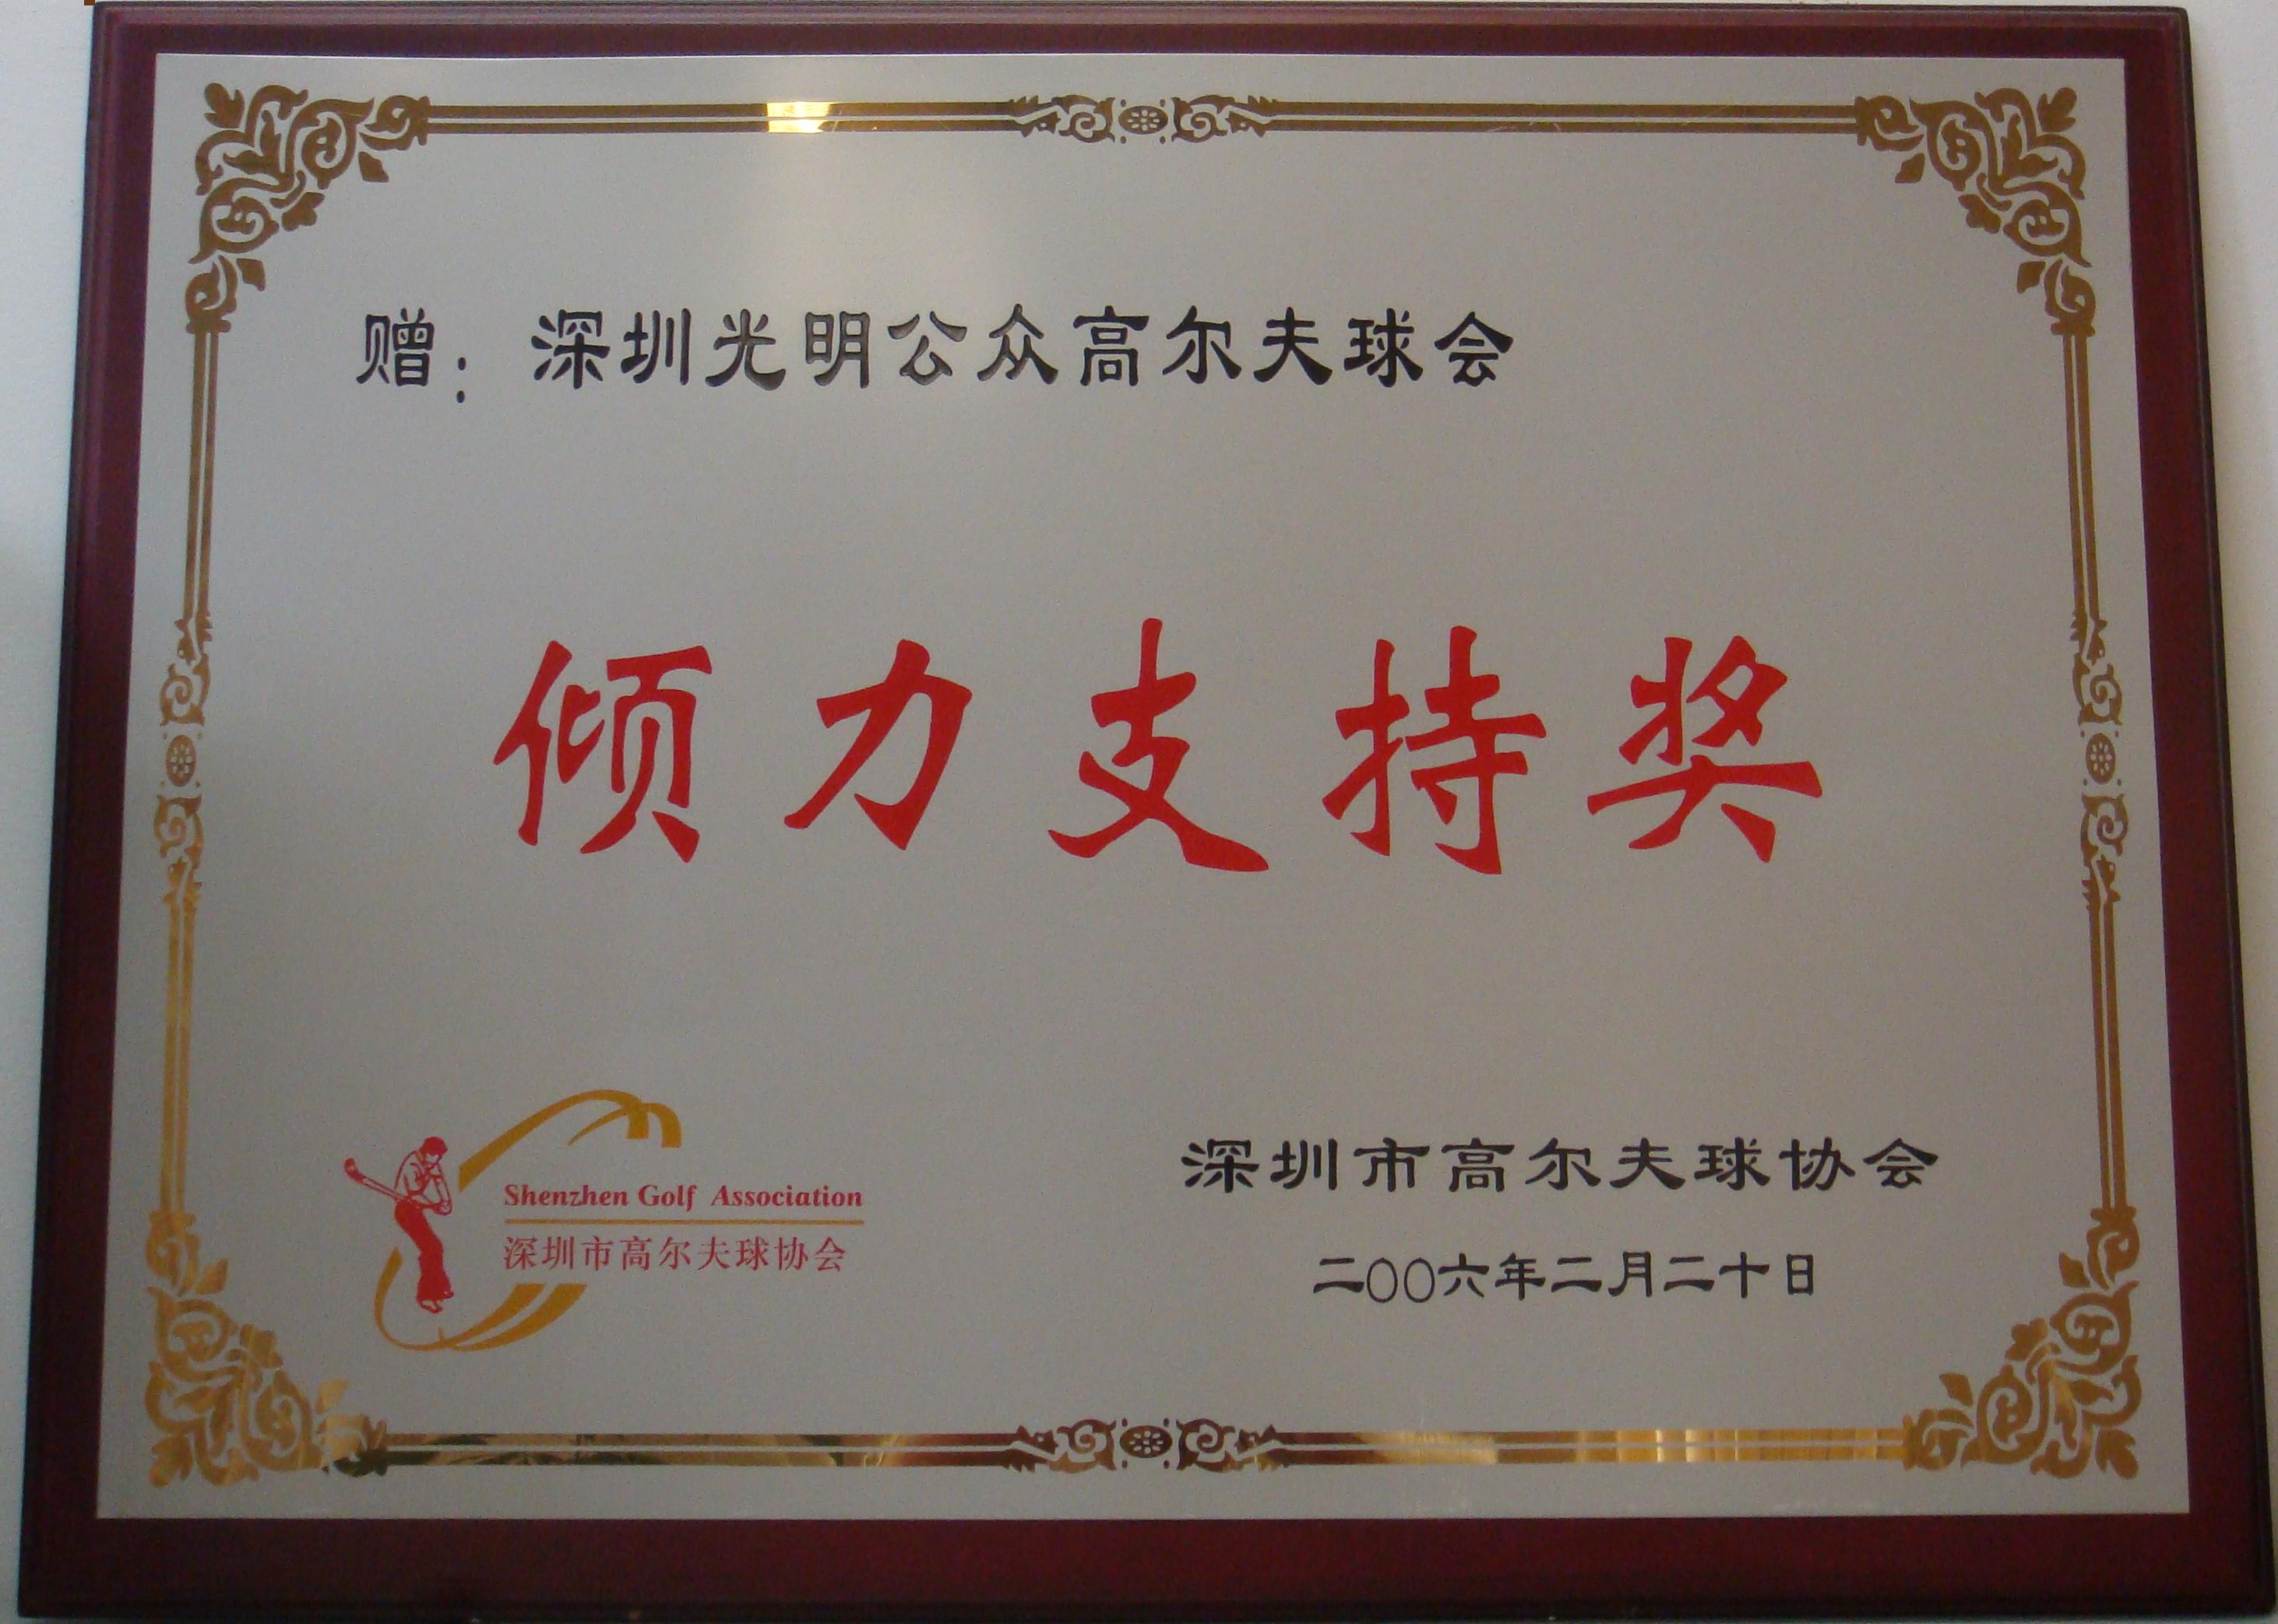 赠：深圳光明公众高尔夫球会
倾力支持奖
Shenzhen Golf Association
深圳市高尔夫球协会
深圳市高尔夫球协会
二〇〇六年二月二十日